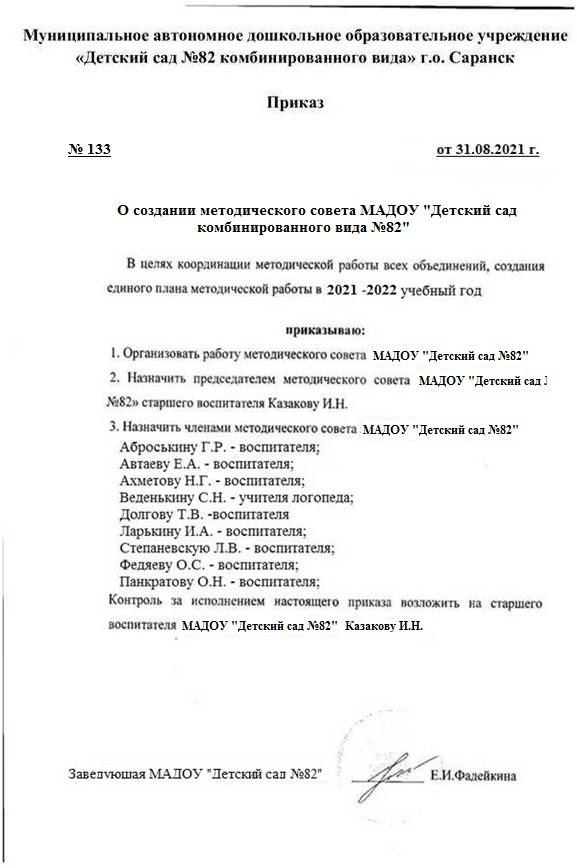 Муниципальное автономное дошкольное образовательное учреждение
«Детский сад №82 комбинированного вида» г.о. Саранск
Приказ
№ 133 от 31.08.2021 г.
О создании методического совета МАДОУ "Детский сад
комбинированного вида №82"
В целях координации методической работы всех объединений, создания
единого плана методической работы в 2021 -2022 учебный год
приказываю:
1. Организовать работу методического совета МАДОУ "Детский сад №82"
2. Назначить председателем методического совета МАДОУ "Детский сад
№82» старшего воспитателя Казакову И.Н.
3. Назначить членами методического совета МАДОУ "Детский сад №82"
Аброськину Г.Р. - воспитателя;
Автаеву Е.А. - воспитателя;
Ахметову Н.Г. - воспитателя;
Веденькину С.Н. - учителя логопеда;
Долгову Т.В. -воспитателя
Ларькину И.А. - воспитателя;
Степаневскую Л.В. - воспитателя;
Федяеву О.С. - воспитателя;
Панкратову О.Н. - воспитателя;
Контроль за исполнением настоящего приказа возложить на старшего
воспитателя МАДОУ "Детский сад №82" Казакову И.Н.
Заведующая МАДОУ "Детский сад №82" Е.И.Фадейкина